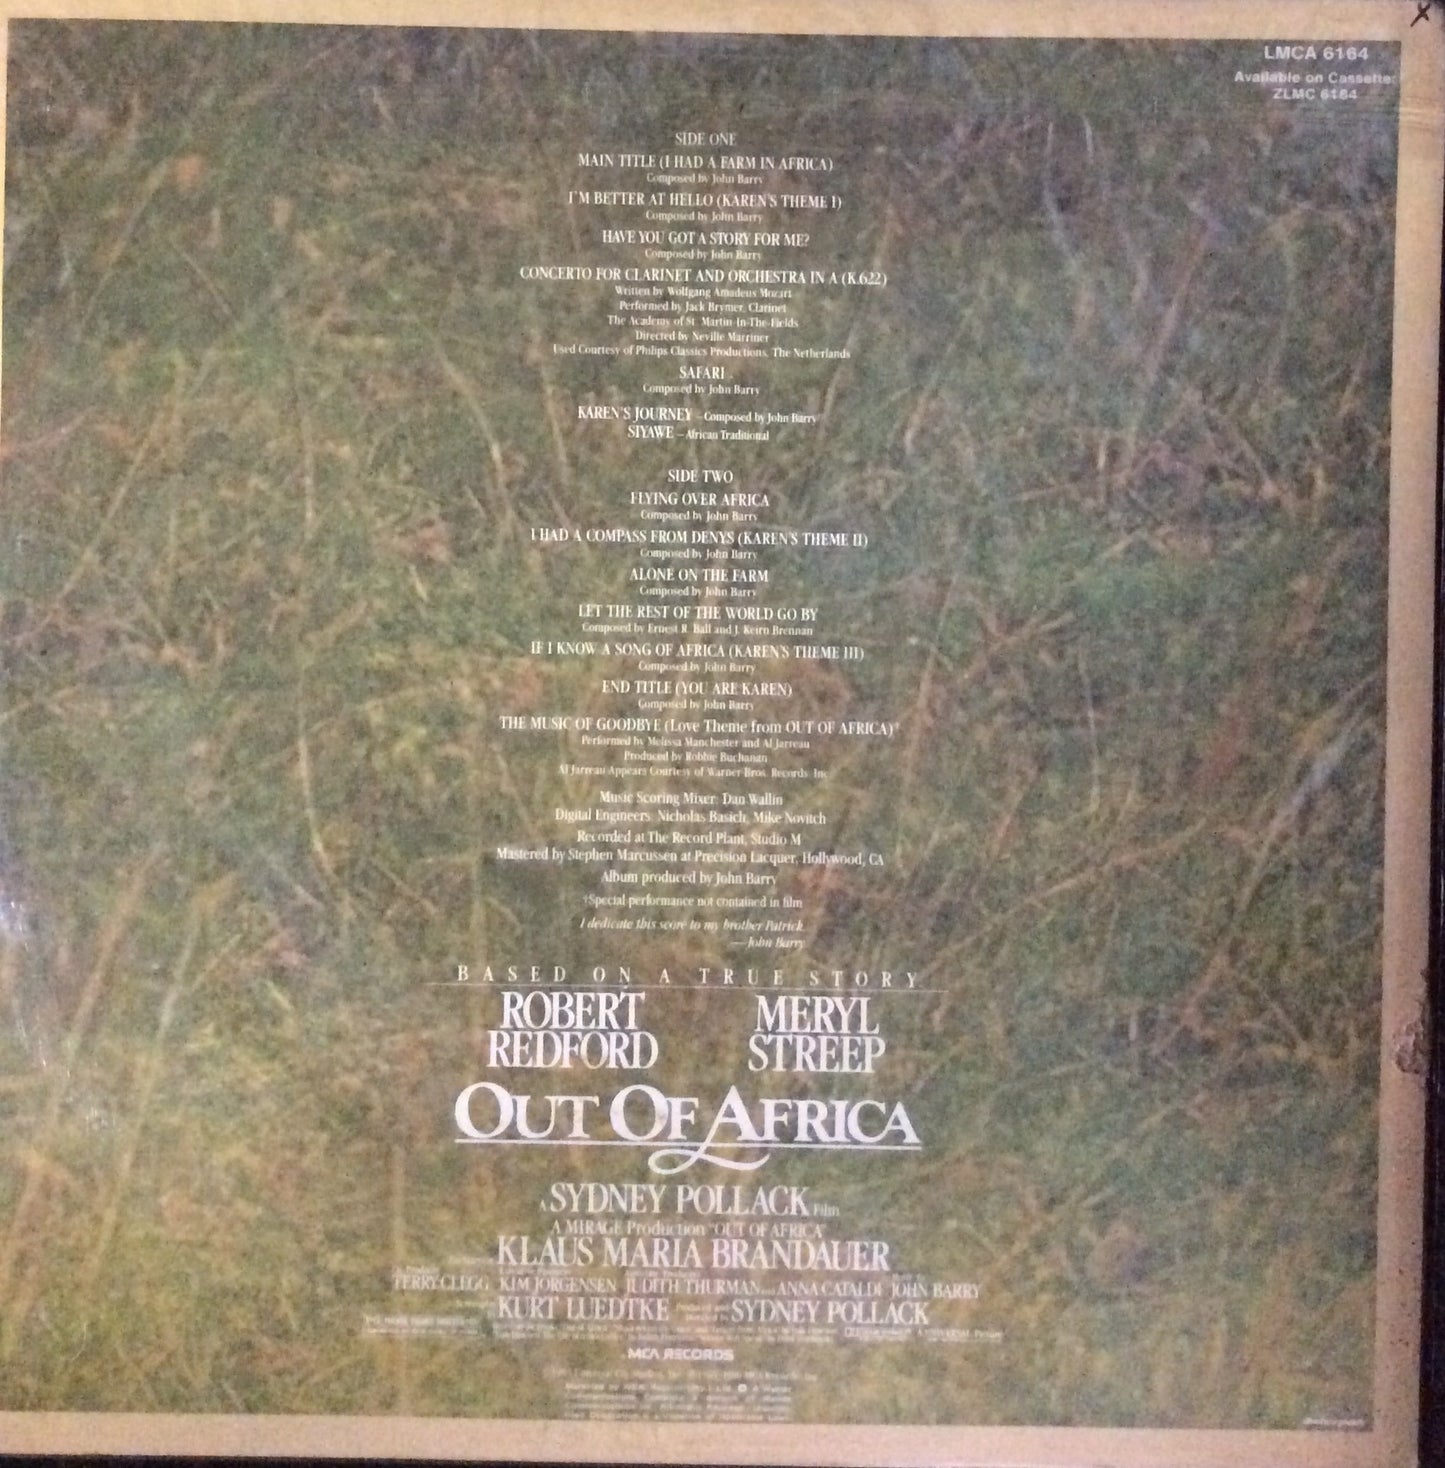 X
LMCA 6164
Available on Cassette:
ZLMC 6164
SIDE ONE
MAIN TITLE (I HAD A FARM IN AFRICA)
Composed by John Barry
I'M BETTER AT HELLO (KAREN'S THEME I)
Composed by John Barry
HAVE YOU GOT A STORY FOR ME?
Composed by John Barry
CONCERTO FOR CLARINET AND ORCHESTRA IN A (K.622)
Written by Wolfgang Amadeus Mozart
Performed by Jack Brymer, Clarinet
The Academy of St. Martin-In-The-Fields
Directed by Neville Marriner
Used Courtesy of Philips Classics Productions, The Netherlands
SAFARI
Composed by John Barry
KAREN'S JOURNEY – Composed by John Barry
SIYAWE – African Traditional
SIDE TWO
FLYING OVER AFRICA
Composed by John Barry
I HAD A COMPASS FROM DENYS (KAREN'S THEME II)
Composed by John Barry
ALONE ON THE FARM
Composed by John Barry
LET THE REST OF THE WORLD GO BY
Composed by Ernest R. Ball and J. Keirn Brennan
IF I KNOW A SONG OF AFRICA (KAREN'S THEME III)
Composed by John Barry
END TITLE (YOU ARE KAREN)
Composed by John Barry
THE MUSIC OF GOODBYE (Love Theme from OUT OF AFRICA)†
Performed by Melissa Manchester and Al Jarreau
Produced by Robbie Buchanan
Al Jarreau Appears Courtesy of Warner Bros. Records, Inc.
Music Scoring Mixer: Dan Wallin
Digital Engineers: Nicholas Basich, Mike Novitch
Recorded at The Record Plant, Studio M
Mastered by Stephen Marcussen at Precision Lacquer, Hollywood, CA
Album produced by John Barry
†Special performance not contained in film
I dedicate this score to my brother Patrick.
—John Barry
BASED ON A TRUE STORY
ROBERT MERYL
REDFORD STREEP
OUT OF AFRICA
A SYDNEY POLLACK Film
A MIRAGE Production "OUT OF AFRICA"
KLAUS MARIA BRANDAUER
TERRY CLEGG KIM JORGENSEN JUDITH THURMAN and ANNA CATALDI JOHN BARRY
KURT LUEDTKE Produced and Directed by SYDNEY POLLACK
MCA RECORDS